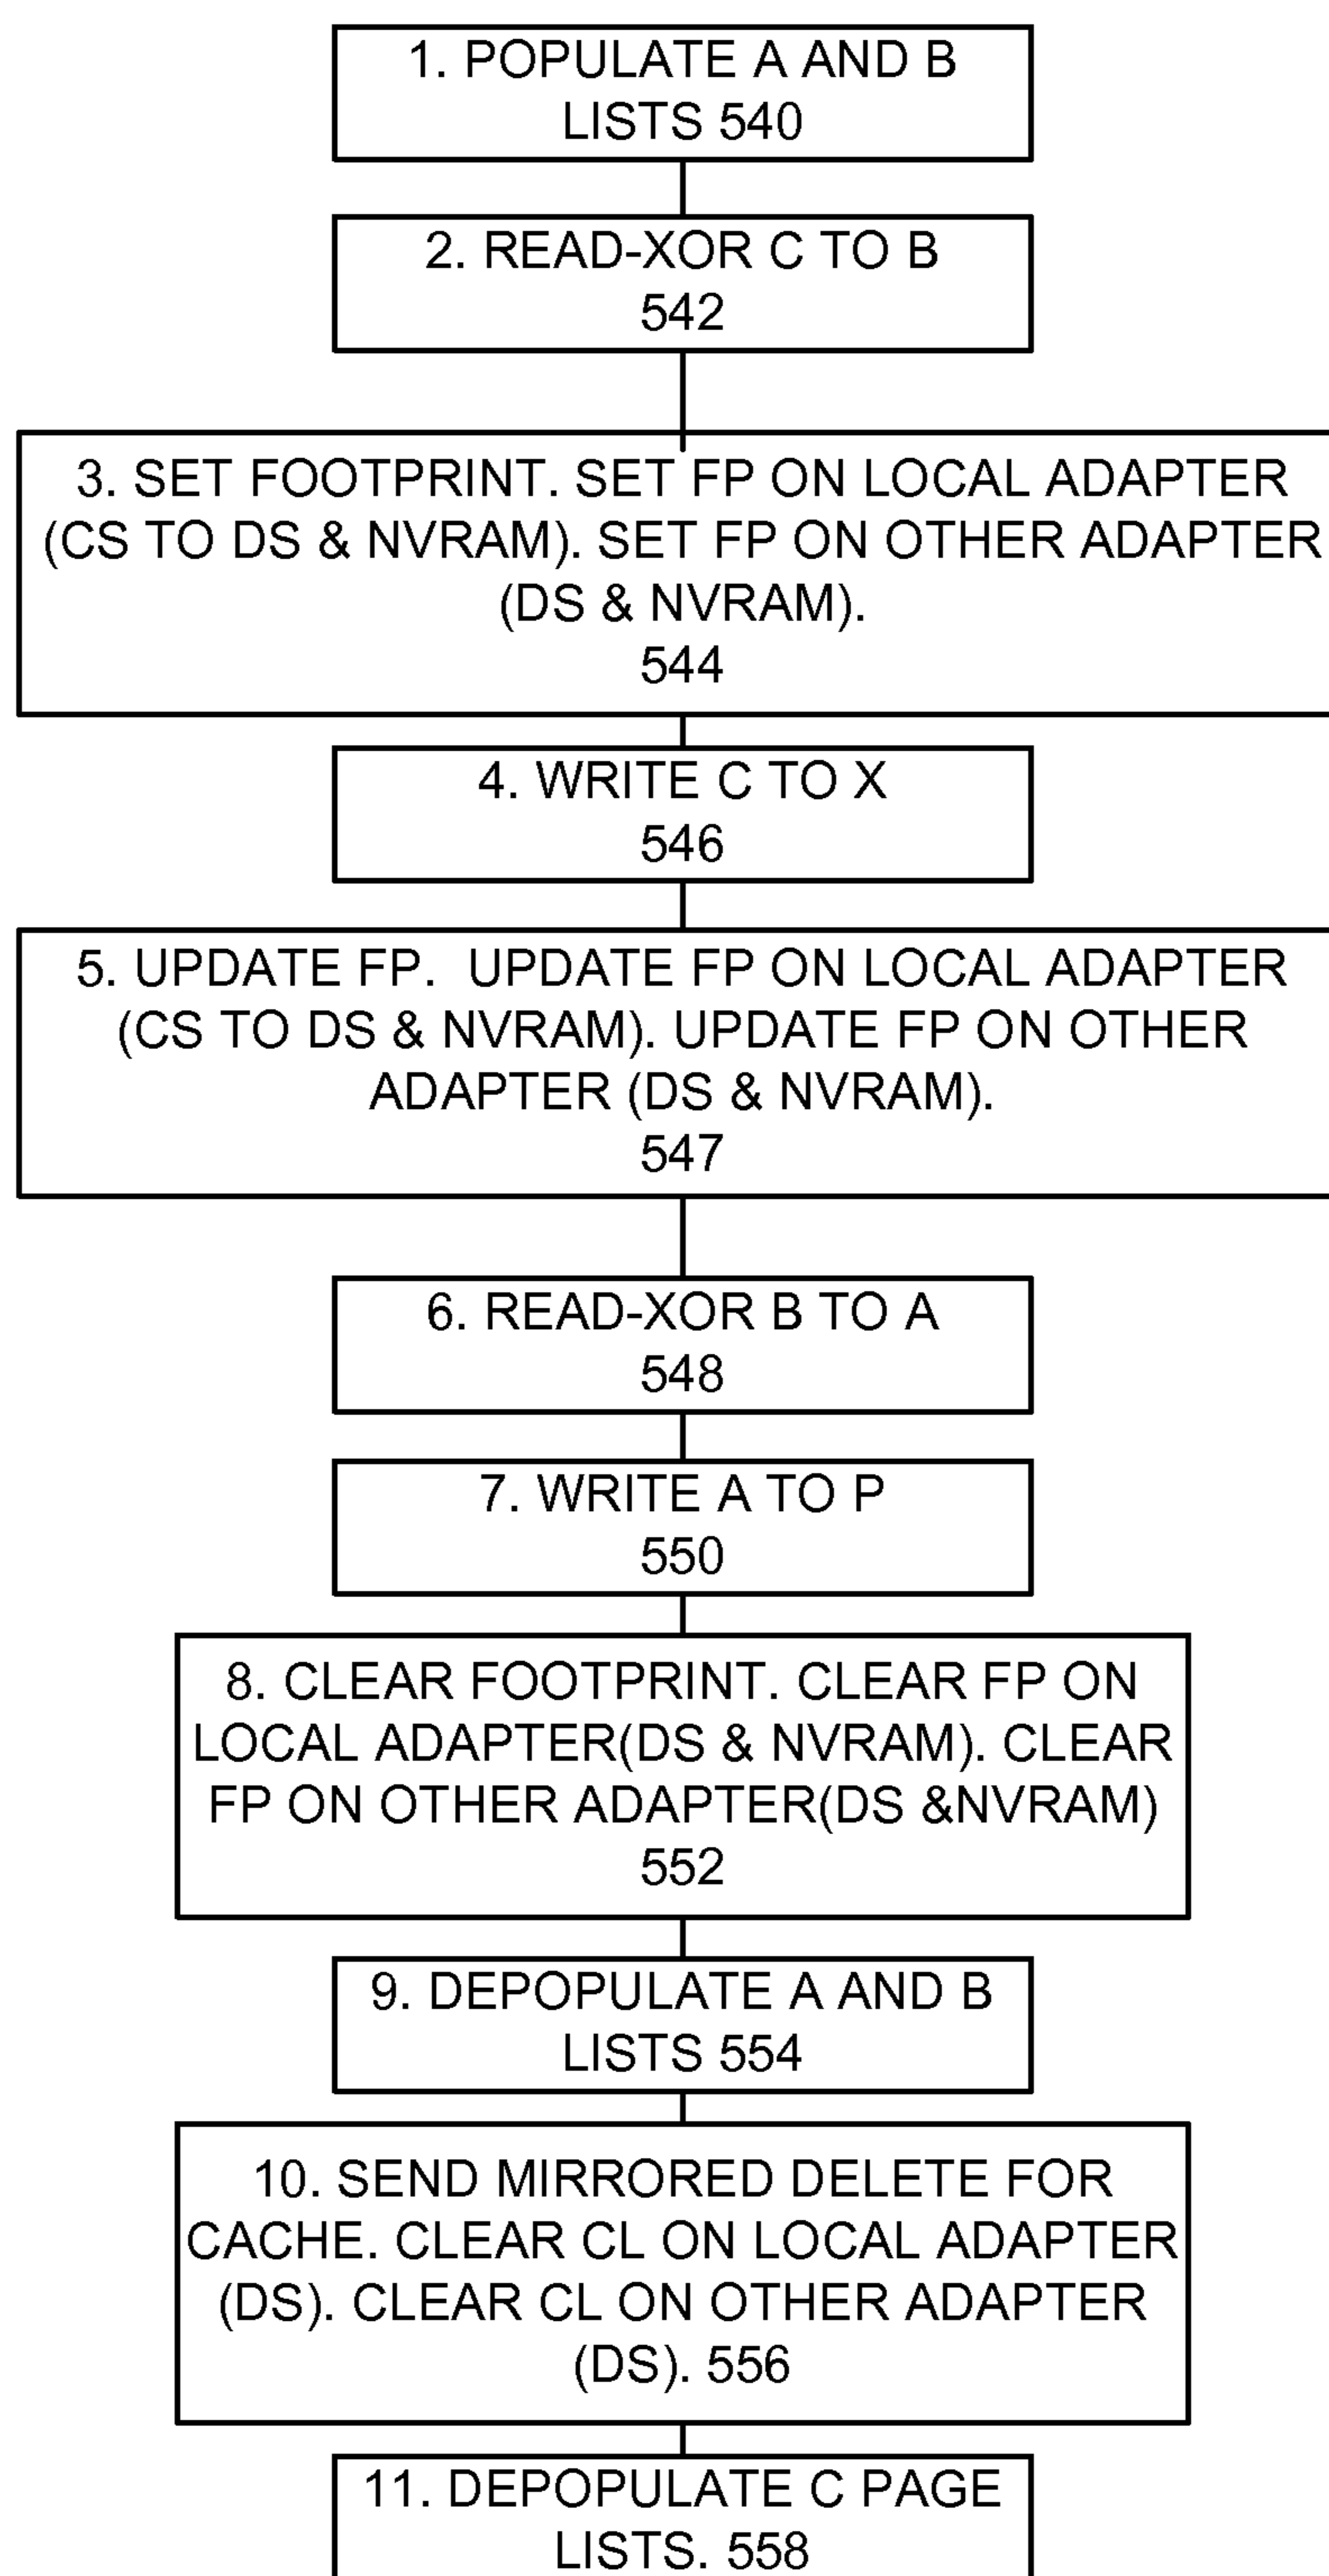 1. POPULATE A AND B
LISTS 540
2. READ-XOR C TO B
542
3. SET FOOTPRINT. SET FP ON LOCAL ADAPTER
(CS TO DS & NVRAM). SET FP ON OTHER ADAPTER
(DS & NVRAM).
544
4. WRITE C TO X
546
5. UPDATE FP.  UPDATE FP ON LOCAL ADAPTER
(CS TO DS & NVRAM). UPDATE FP ON OTHER
ADAPTER (DS & NVRAM).
547
6. READ-XOR B TO A
548
7. WRITE A TO P
550
8. CLEAR FOOTPRINT. CLEAR FP ON
LOCAL ADAPTER(DS & NVRAM). CLEAR
FP ON OTHER ADAPTER(DS &NVRAM)
552
9. DEPOPULATE A AND B
LISTS 554
10. SEND MIRRORED DELETE FOR
CACHE. CLEAR CL ON LOCAL ADAPTER
(DS). CLEAR CL ON OTHER ADAPTER
(DS). 556
11. DEPOPULATE C PAGE
LISTS. 558